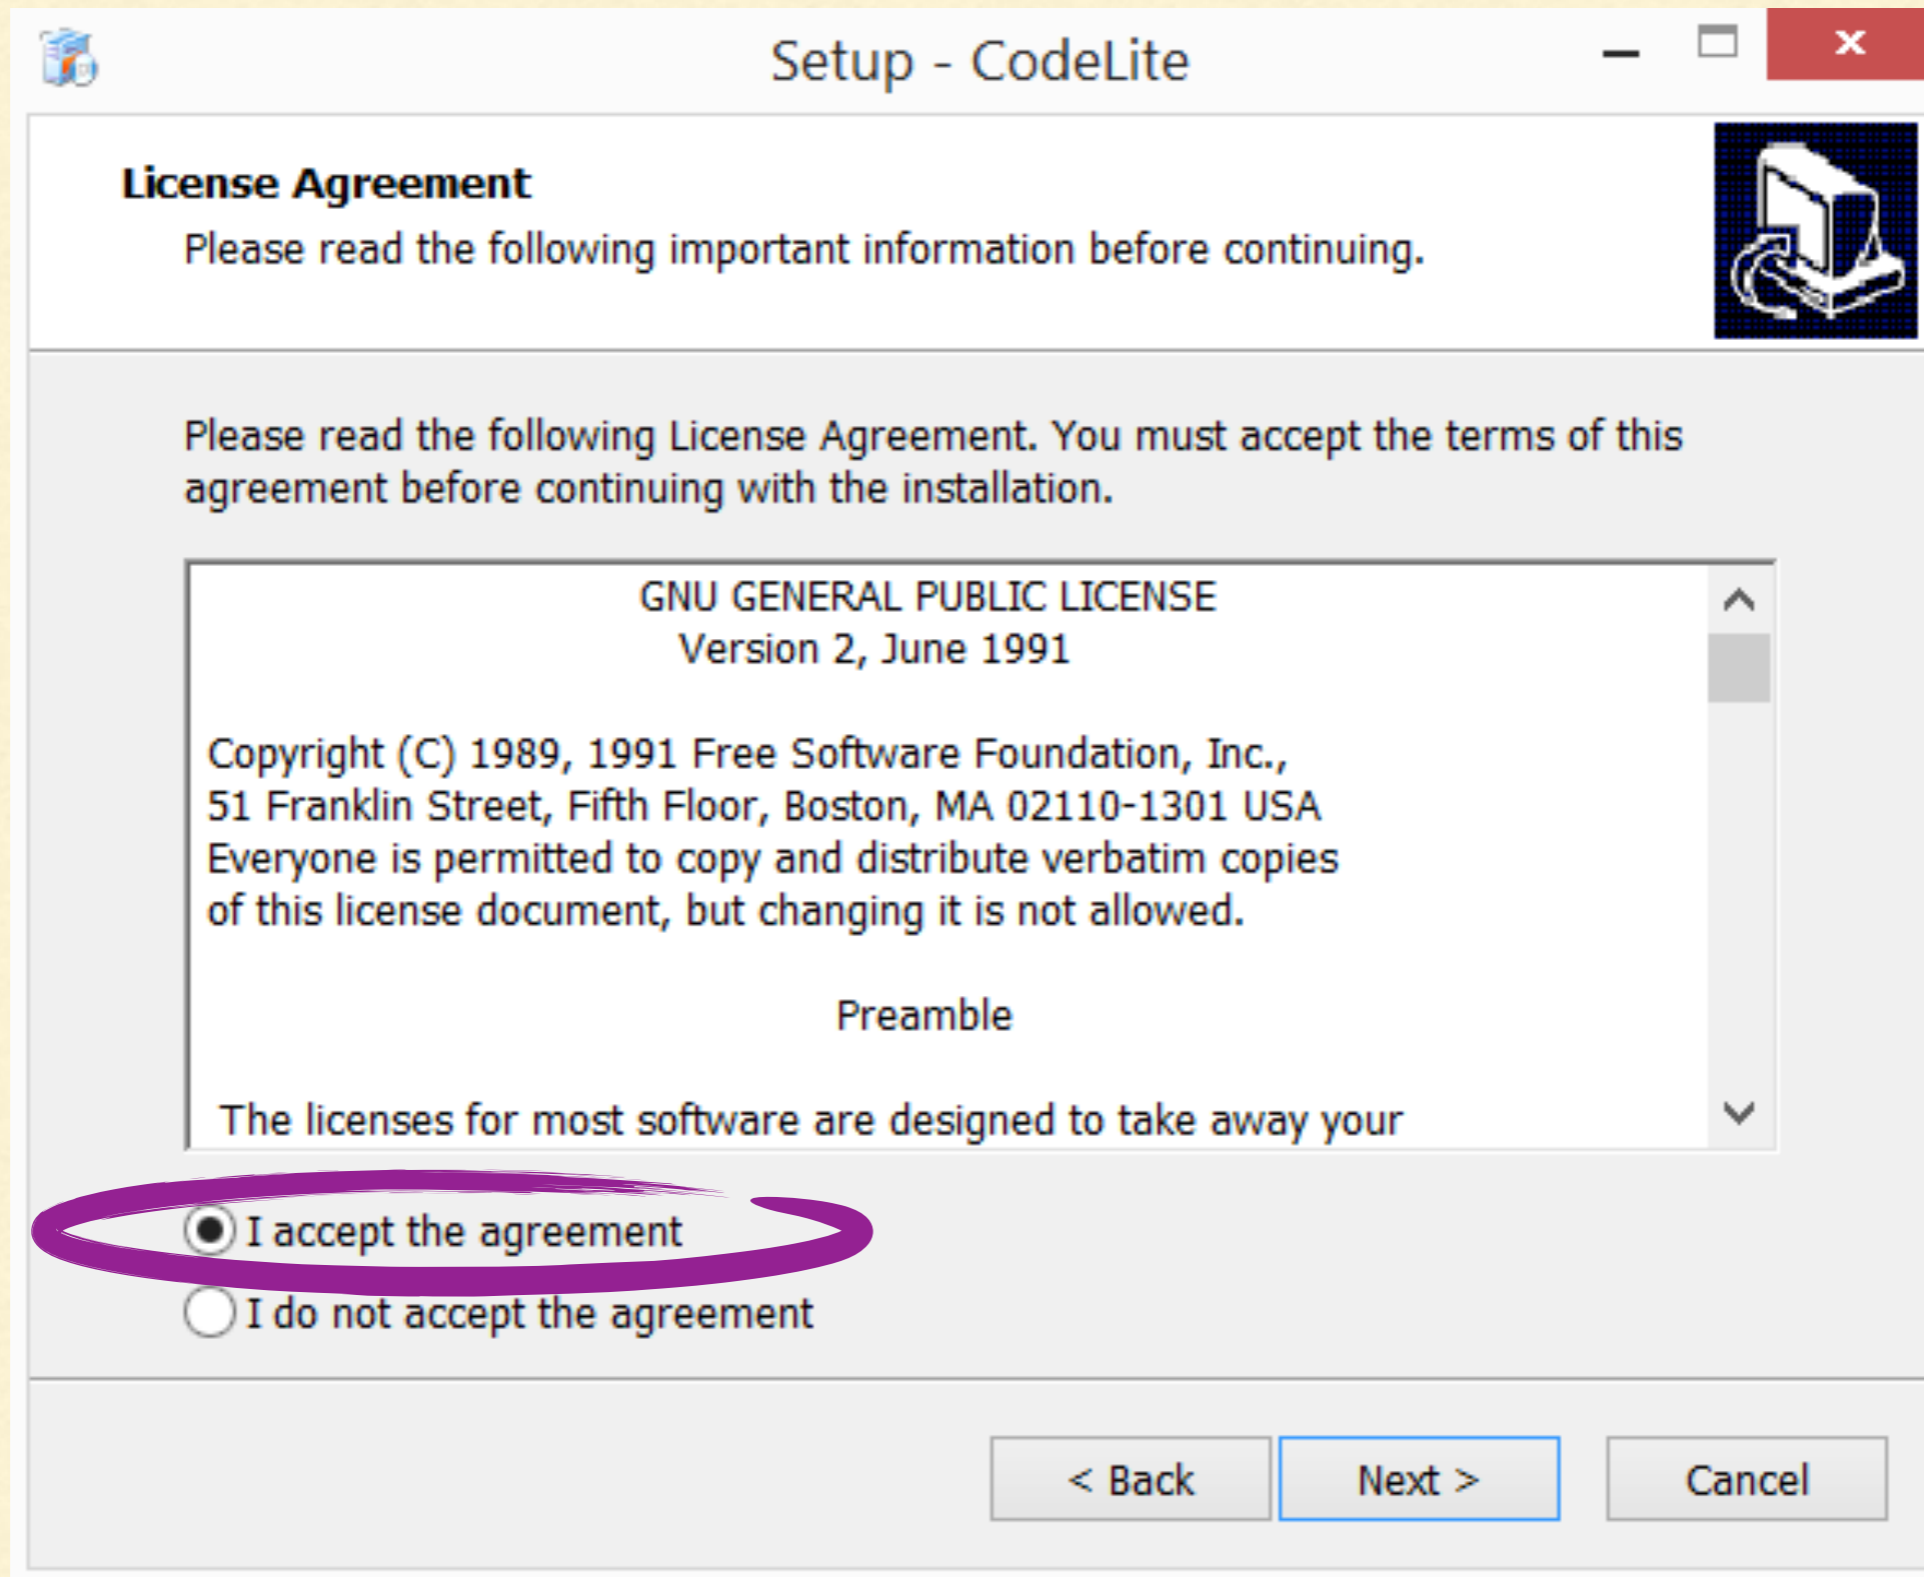 Setup - CodeLite
License Agreement
Please read the following important information before continuing.
Please read the following License Agreement. You must accept the terms of this
agreement before continuing with the installation.
GNU GENERAL PUBLIC LICENSE
Version 2, June 1991
Copyright (C) 1989, 1991 Free Software Foundation, Inc.,
51 Franklin Street, Fifth Floor, Boston, MA 02110-1301 USA
Everyone is permitted to copy and distribute verbatim copies
of this license document, but changing it is not allowed.
Preamble
The licenses for most software are designed to take away your
I accept the agreement
I do not accept the agreement
< Back Next > Cancel